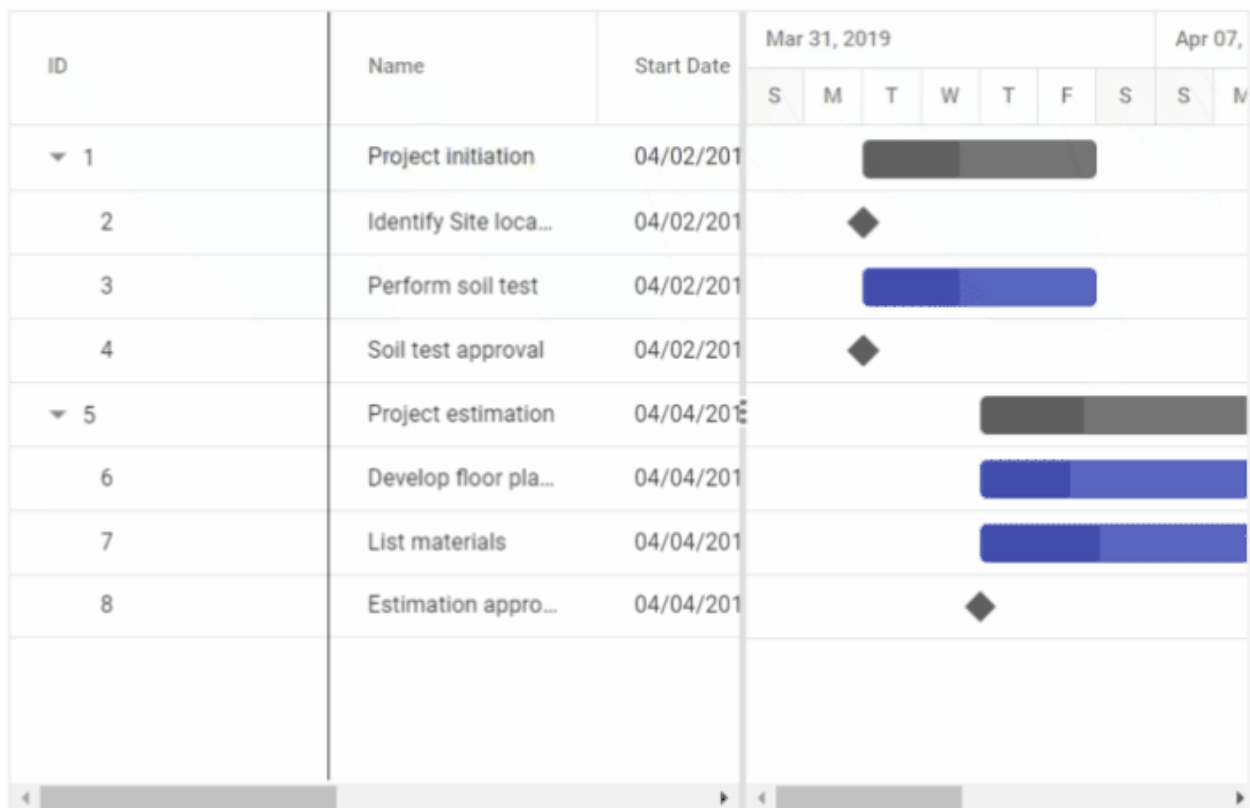 ID Name Start Date Mar 31, 2019 Apr 07,
S M T W T F S S M
1 Project initiation 04/02/201
2 Identify Site loca... 04/02/201
3 Perform soil test 04/02/201
4 Soil test approval 04/02/201
5 Project estimation 04/04/201
6 Develop floor pla... 04/04/201
7 List materials 04/04/201
8 Estimation appro... 04/04/201